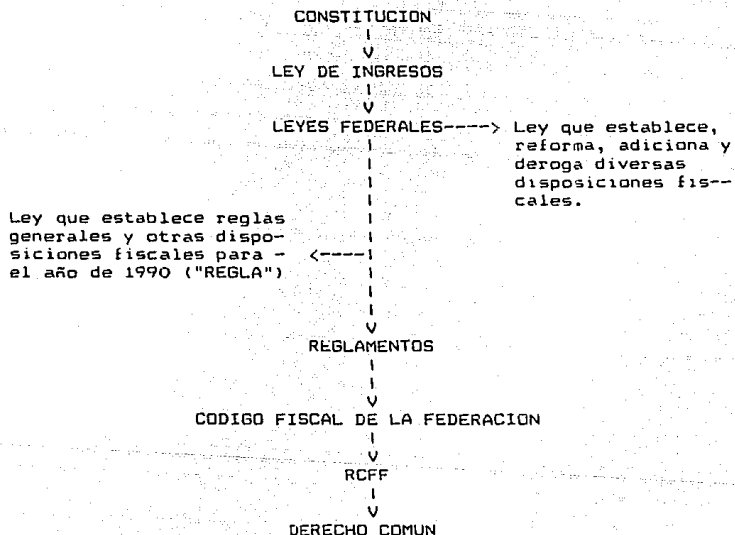 CONSTITUCION
LEY DE INGRESOS
LEYES FEDERALES----> Ley que establece,
reforma, adiciona y
deroga diversas
disposiciones fis--
cales.
Ley que establece reglas
generales y otras dispo-
siciones fiscales para -
el año de 1990 ("REGLA")
REGLAMENTOS
CODIGO FISCAL DE LA FEDERACION
RCFF
DERECHO COMUN